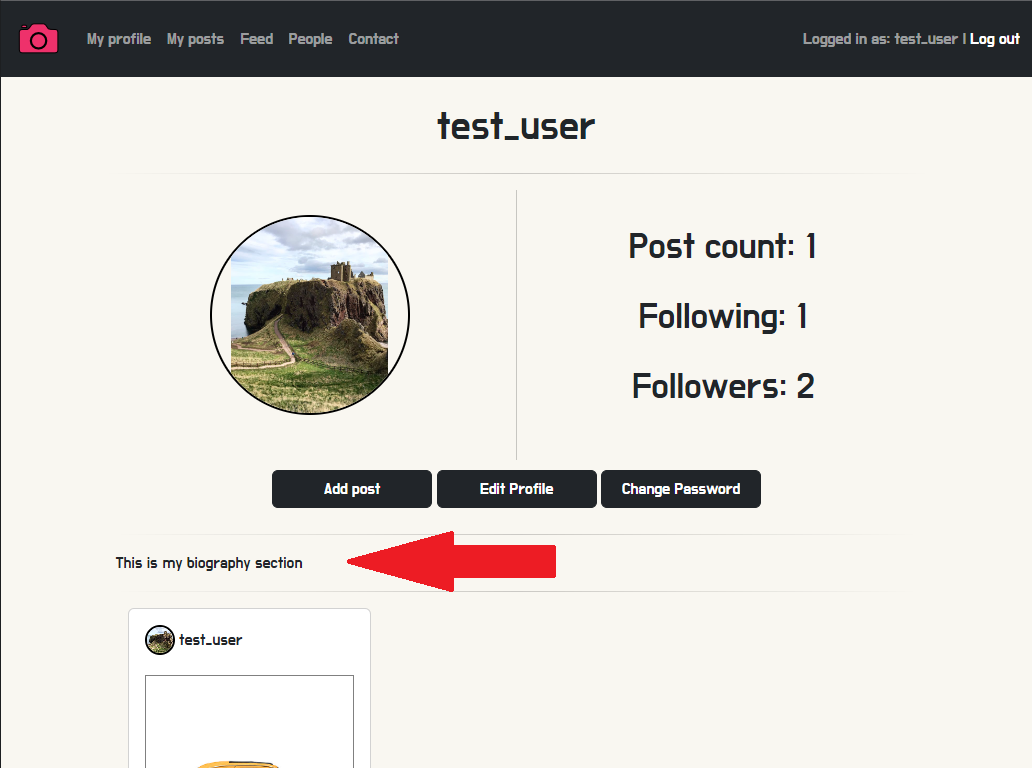 My profile My posts Feed People Contact Logged in as: test_user | Log out
test_user
Post count: 1
Following: 1
Followers: 2
Add post Edit Profile Change Password
This is my biography section
test_user